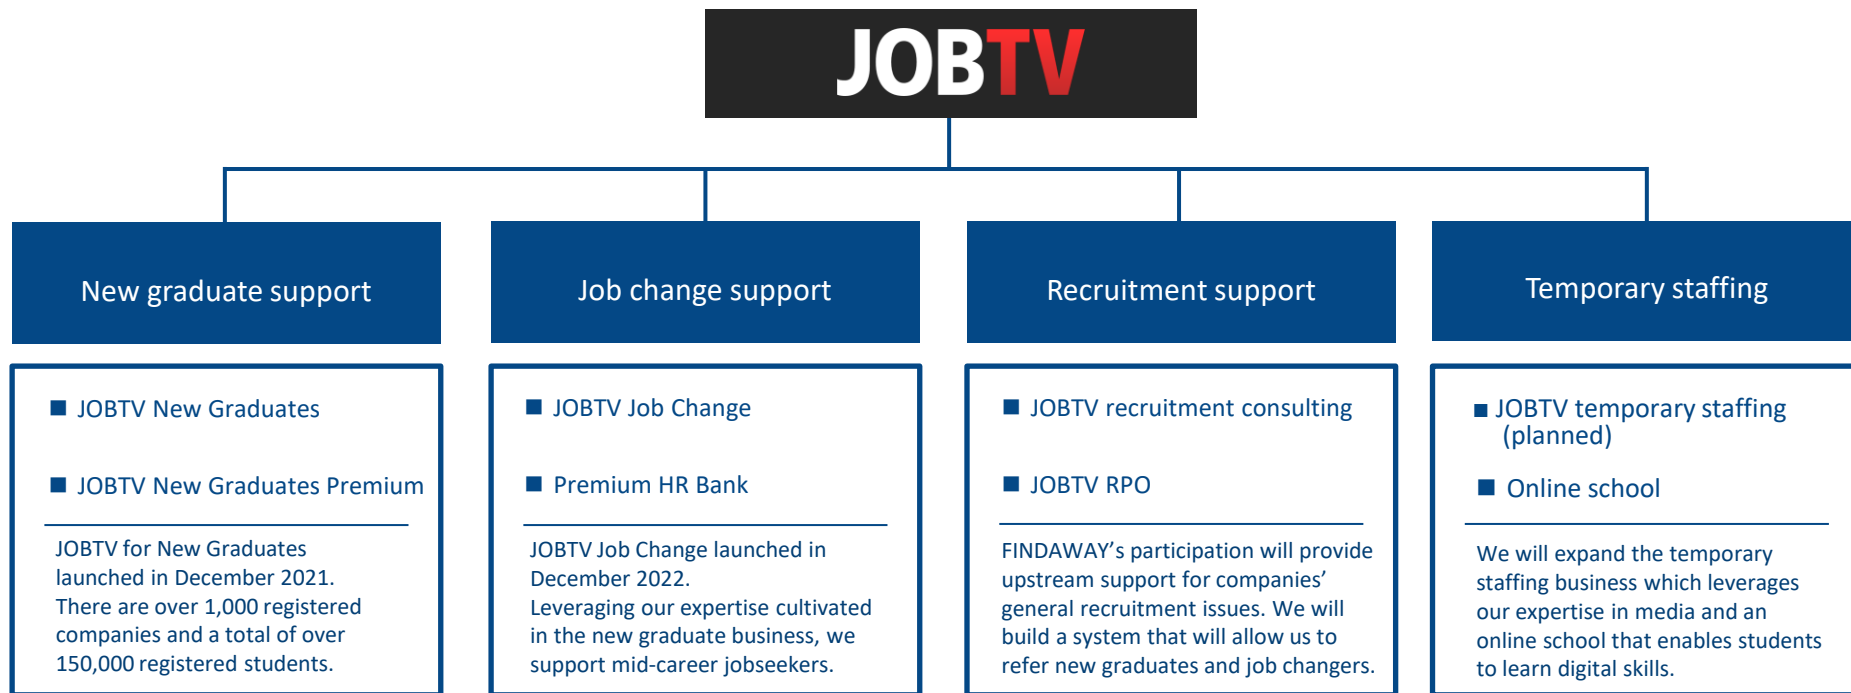 JOBTV
New graduate support
Job change support
Recruitment support
Temporary staffing
■ JOBTV New Graduates
■ JOBTV New Graduates Premium
JOBTV for New Graduates
launched in December 2021.
There are over 1,000 registered
companies and a total of over
150,000 registered students.
■ JOBTV Job Change
■ Premium HR Bank
JOBTV Job Change launched in
December 2022.
Leveraging our expertise cultivated
in the new graduate business, we
support mid-career jobseekers.
■ JOBTV recruitment consulting
■ JOBTV RPO
FINDAWAY’s participation will provide
upstream support for companies’
general recruitment issues. We will
build a system that will allow us to
refer new graduates and job changers.
■ JOBTV temporary staffing
(planned)
■ Online school
We will expand the temporary
staffing business which leverages
our expertise in media and an
online school that enables students
to learn digital skills.